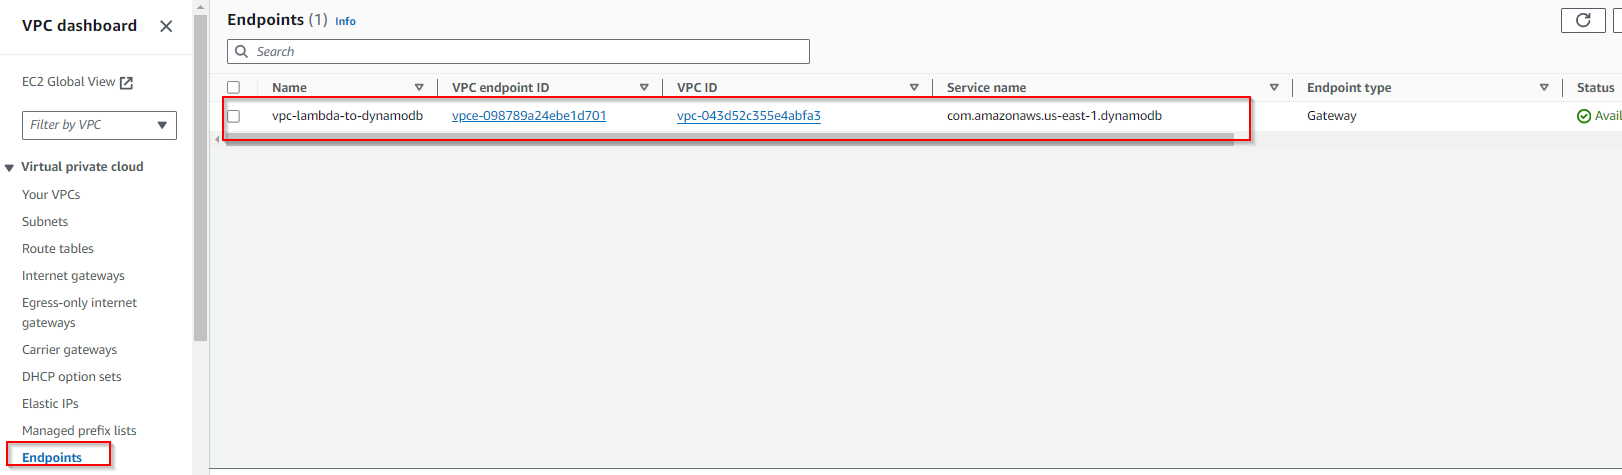 VPC dashboard
EC2 Global View
Filter by VPC
Virtual private cloud
Your VPCs
Subnets
Route tables
Internet gateways
Egress-only internet
gateways
Carrier gateways
DHCP option sets
Elastic IPs
Managed prefix lists
Endpoints
Endpoints (1) Info
Search
Name VPC endpoint ID VPC ID Service name Endpoint type Status
vpc-lambda-to-dynamodb vpce-098789a24ebe1d701 vpc-043d52c355e4abfa3 com.amazonaws.us-east-1.dynamodb Gateway Avail